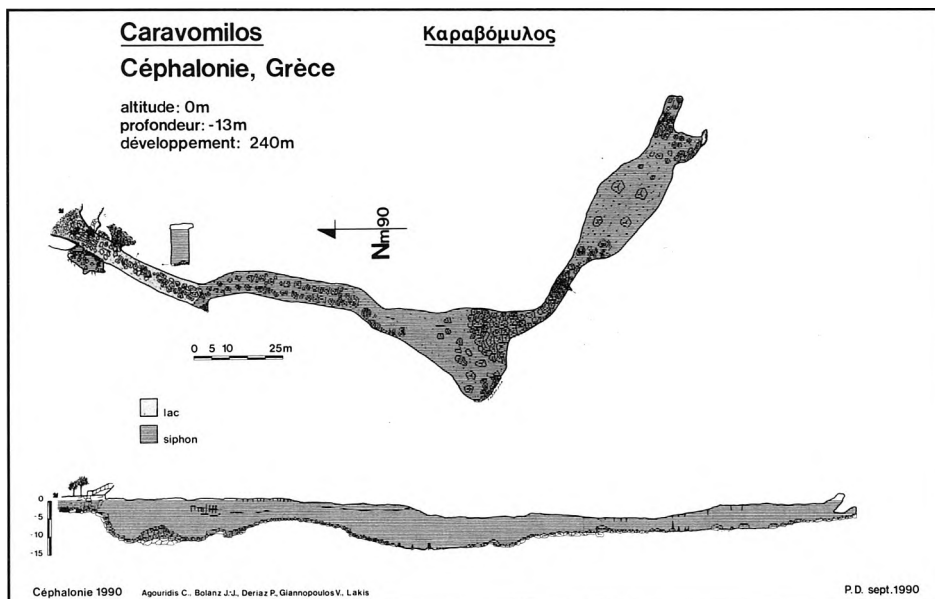 Caravomilos
Καραβόμυλος
Céphalonie, Grèce
altitude: 0m
profondeur: -13m
développement: 240m
Nm90
0 5 10 25m
lac
siphon
0
-5
-10
-15
Céphalonie 1990 Agouridis C., Bolanz J.-J., Deriaz P., Giannopoulos V., Lakis
P.D. sept.1990